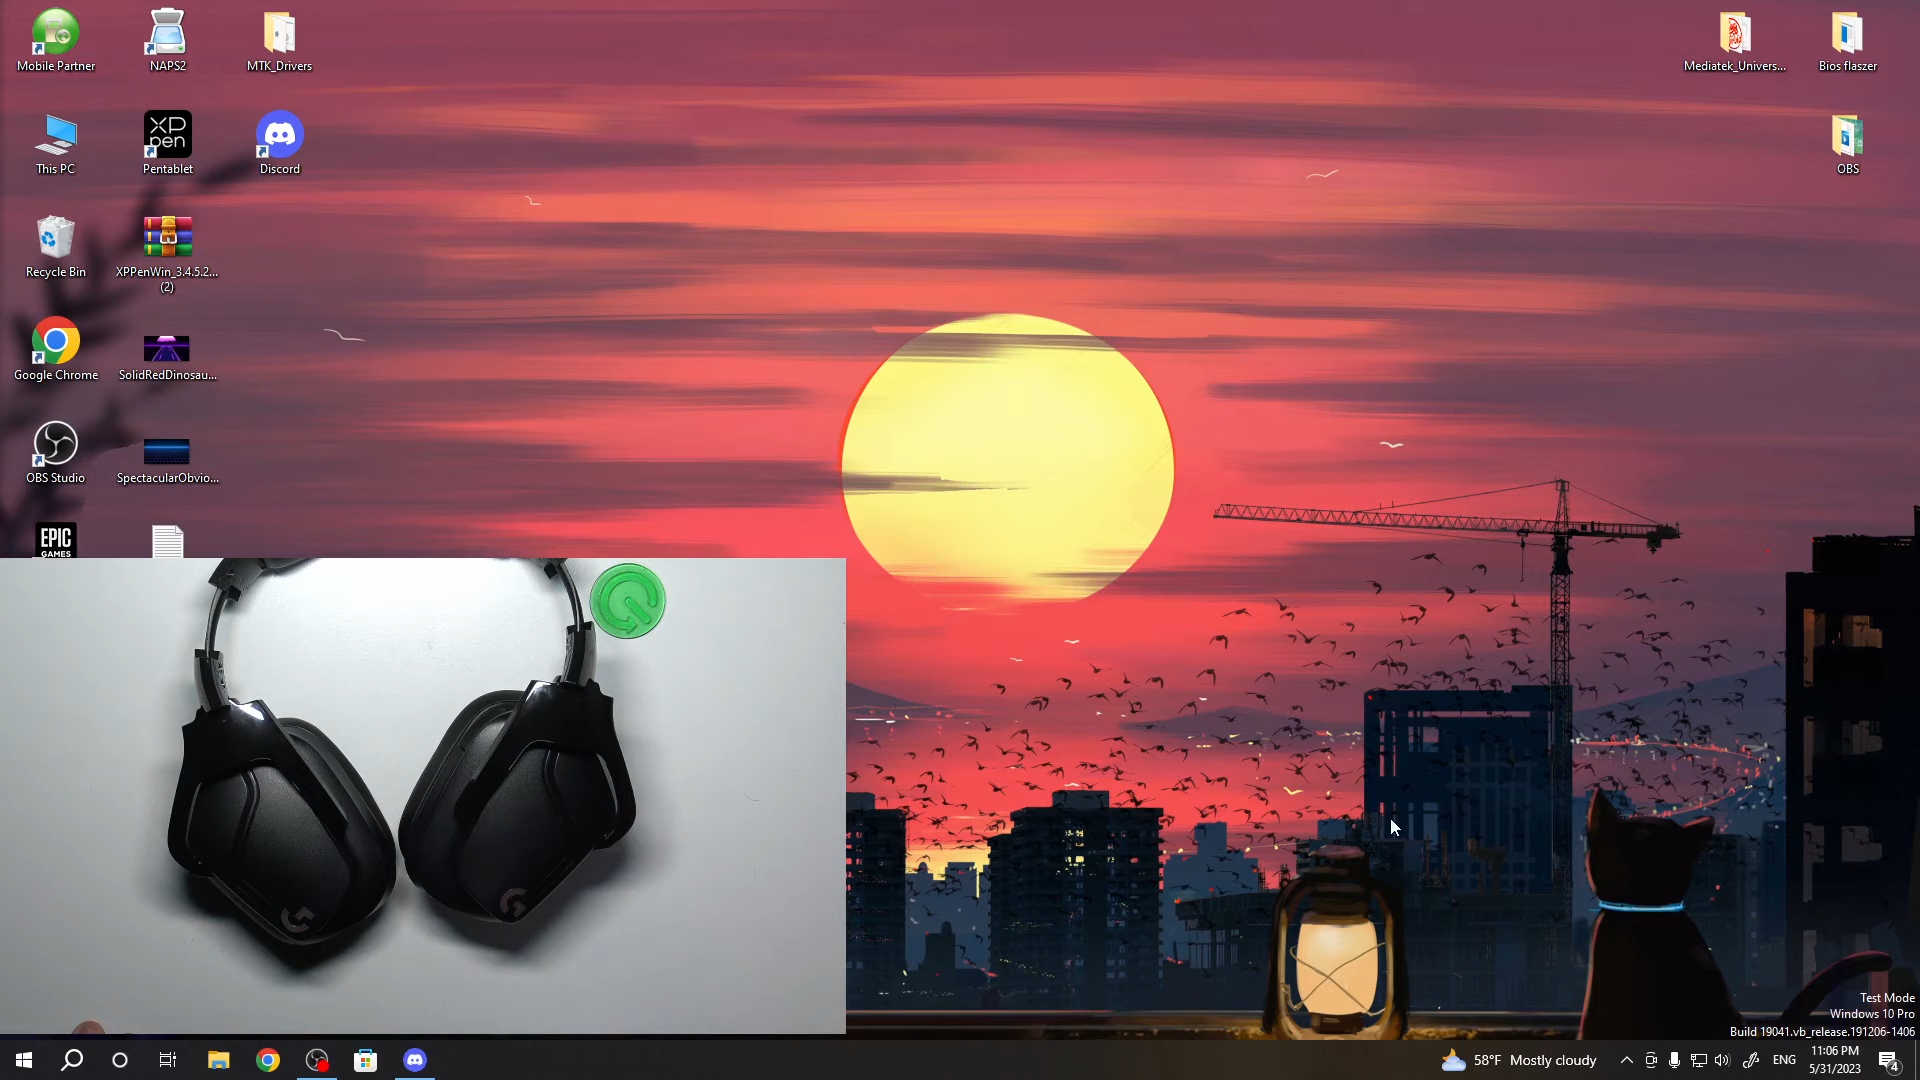 Mobile Partner
NAPS2
MTK_Drivers
Mediatek_Univers...
Bios flaszer
This PC
XP
pen
Pentablet
Discord
OBS
Recycle Bin
XPPenWin_3.4.5.2...
(2)
Google Chrome
SolidRedDinosau...
OBS Studio
SpectacularObvio...
EPIC
GAMES
Test Mode
Windows 10 Pro
Build 19041.vb_release.191206-1406
58°F Mostly cloudy
ENG
11:06 PM
5/31/2023
4